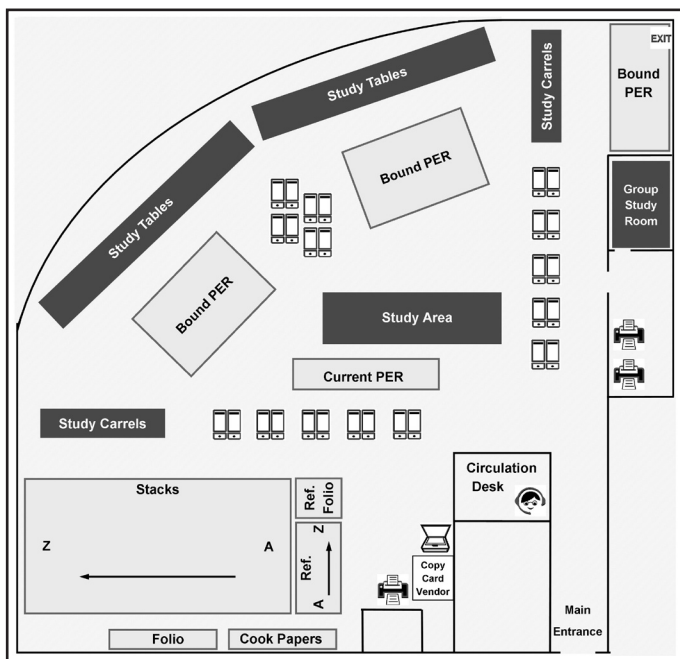 EXIT
Bound
PER
Study Carrels
Study Tables
Bound PER
Group
Study
Room
Study Tables
Bound PER
Study Area
Current PER
Study Carrels
Circulation
Desk
Stacks
Ref.
Folio
Z
A
Ref.
A
Z
Copy
Card
Vendor
Main
Entrance
Folio
Cook Papers